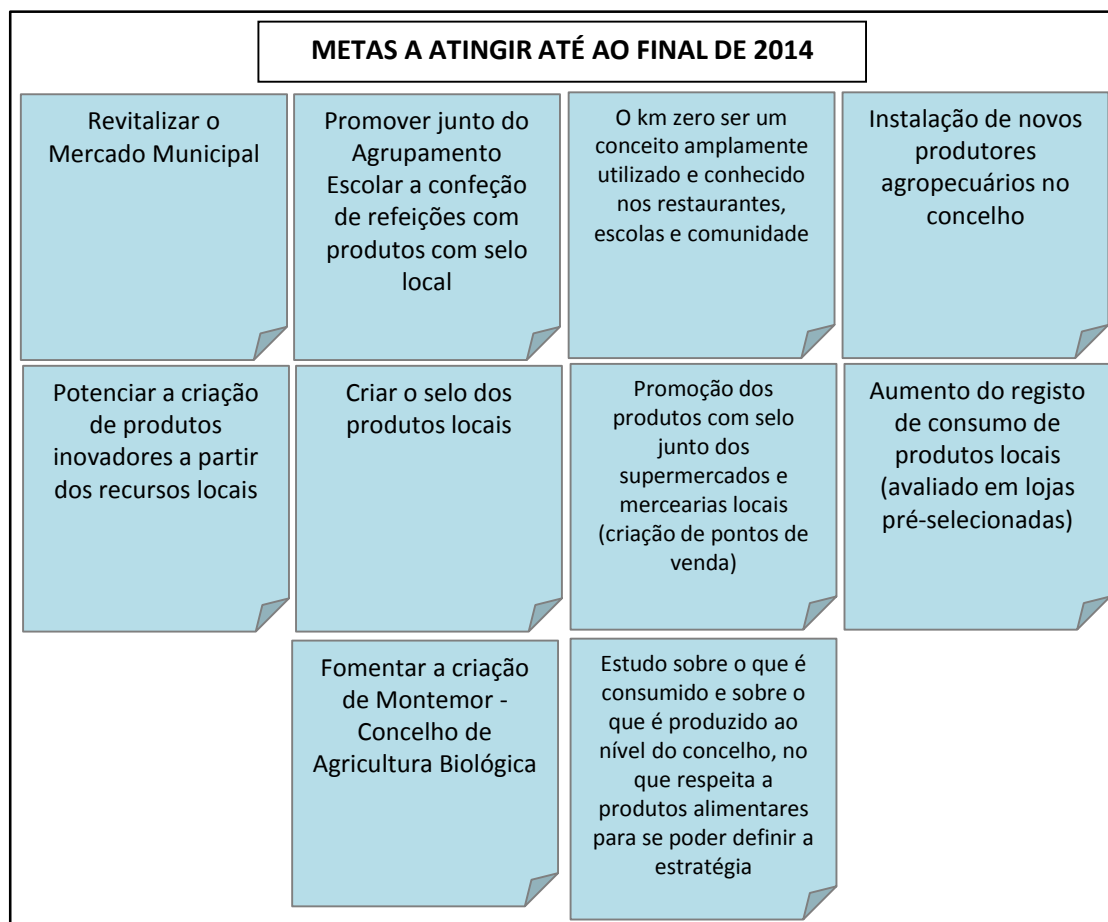 METAS A ATINGIR ATÉ AO FINAL DE 2014
Revitalizar o
Mercado Municipal
Promover junto do
Agrupamento
Escolar a confeção
de refeições com
produtos com selo
local
O km zero ser um
conceito amplamente
utilizado e conhecido
nos restaurantes,
escolas e comunidade
Instalação de novos
produtores
agropecuários no
concelho
Potenciar a criação
de produtos
inovadores a partir
dos recursos locais
Criar o selo dos
produtos locais
Promoção dos
produtos com selo
junto dos
supermercados e
mercearias locais
(criação de pontos de
venda)
Aumento do registo
de consumo de
produtos locais
(avaliado em lojas
pré-selecionadas)
Fomentar a criação
de Montemor -
Concelho de
Agricultura Biológica
Estudo sobre o que é
consumido e sobre o
que é produzido ao
nível do concelho, no
que respeita a
produtos alimentares
para se poder definir a
estratégia